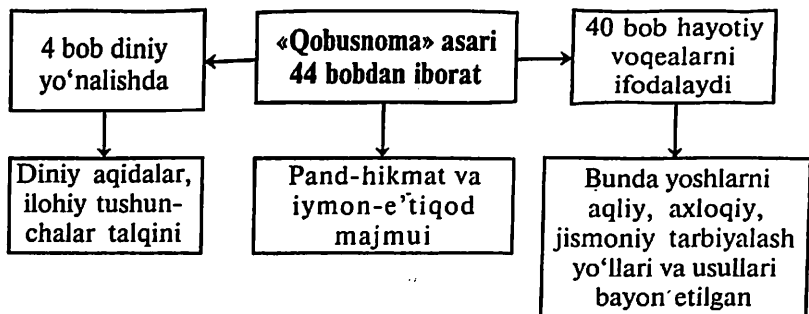 4 bob diniy
yo‘nalishda
«Qobusnoma» asari
44 bobdan iborat
40 bob hayotiy
voqealarni
ifodalaydi
Diniy aqidalar,
ilohiy tushun-
chalar talqini
Pand-hikmat va
iymon-e’tiqod
majmui
Bunda yoshlarni
aqliy, axloqiy,
jismoniy tarbiyalash
yo‘llari va usullari
bayon etilgan